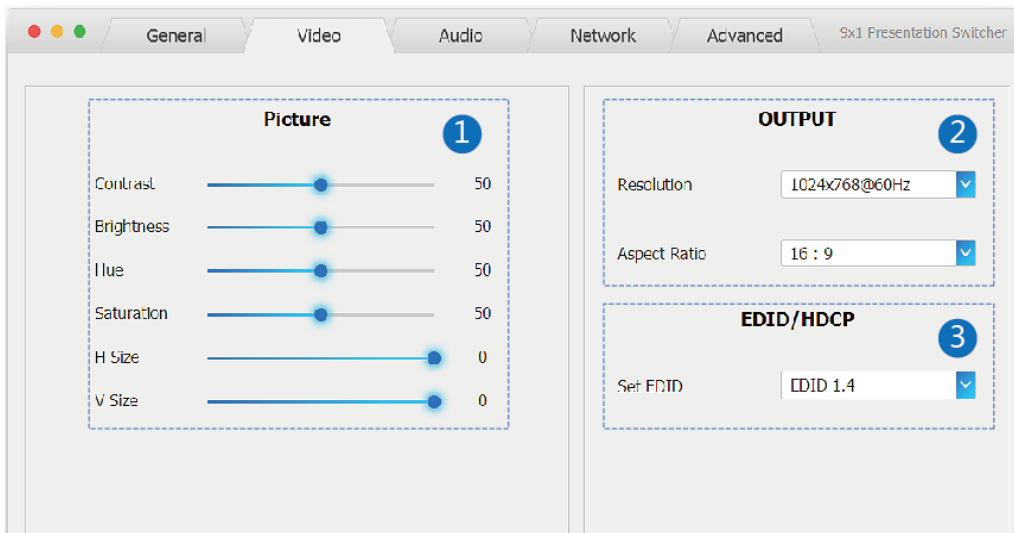 General Video Audio Network Advanced 9x1 Presentation Switcher
Picture
1
Contrast 50
Brightness 50
Hue 50
Saturation 50
H Size 0
V Size 0
OUTPUT
2
Resolution 1024x768@60Hz
Aspect Ratio 16 : 9
EDID/HDCP
3
Set EDID EDID 1.4